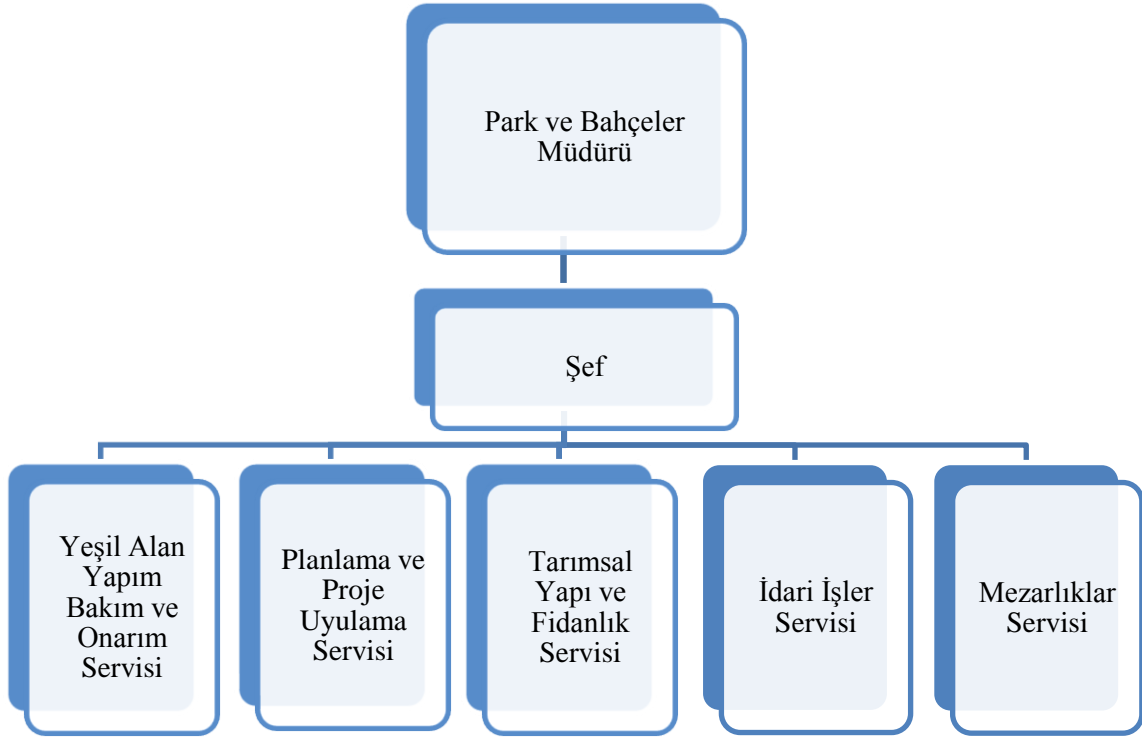 Park ve Bahçeler
Müdürü
Şef
Yeşil Alan
Yapım
Bakım ve
Onarım
Servisi
Planlama ve
Proje
Uyulama
Servisi
Tarımsal
Yapı ve
Fidanlık
Servisi
İdari İşler
Servisi
Mezarlıklar
Servisi